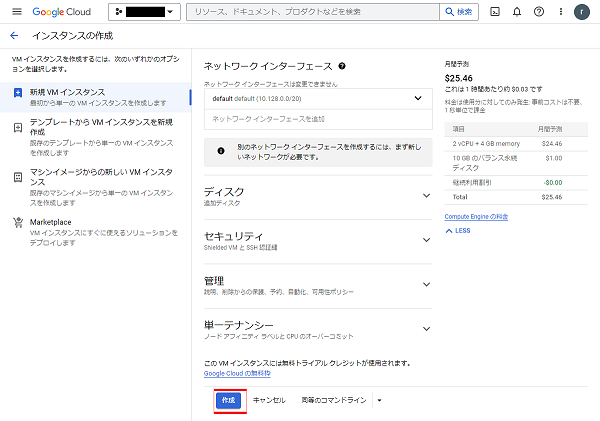 Google Cloud
リソース、ドキュメント、プロダクトなどを検索
検索
r
インスタンスの作成
VM インスタンスを作成するには、次のいずれかのオプションを選択します。
新規 VM インスタンス
最初から単一の VM インスタンスを作成します
テンプレートから VM インスタンスを新規
作成
既存のテンプレートから単一の VM インスタンスを作成します
マシンイメージからの新しい VM インスタンス
既存のマシンイメージから単一の VM インスタンスを作成します
Marketplace
VM インスタンスにすぐに使えるソリューションをデプロイします
ネットワーク インターフェース
ネットワーク インターフェースは変更できません
default default (10.128.0.0/20)
ネットワーク インターフェースを追加
別のネットワーク インターフェースを作成するには、まず新しいネットワークが必要です。
ディスク
追加ディスク
セキュリティ
Shielded VM と SSH 認証鍵
管理
説明、削除からの保護、予約、自動化、可用性ポリシー
単一テナンシー
ノード アフィニティ ラベルと CPU のオーバーコミット
この VM インスタンスには無料トライアル クレジットが使用されます。
Google Cloud の無料枠
作成
キャンセル
同等のコマンドライン
月間予測
$25.46
これは 1 時間あたり約 $0.03 です
料金は使用分に対してのみ発生: 事前コストは不要、
1 秒単位で課金
項目 月間予測
2 vCPU + 4 GB memory $24.46
10 GB のバランス永続ディスク $1.00
継続利用割引 -$0.00
Total $25.46
Compute Engine の料金
LESS